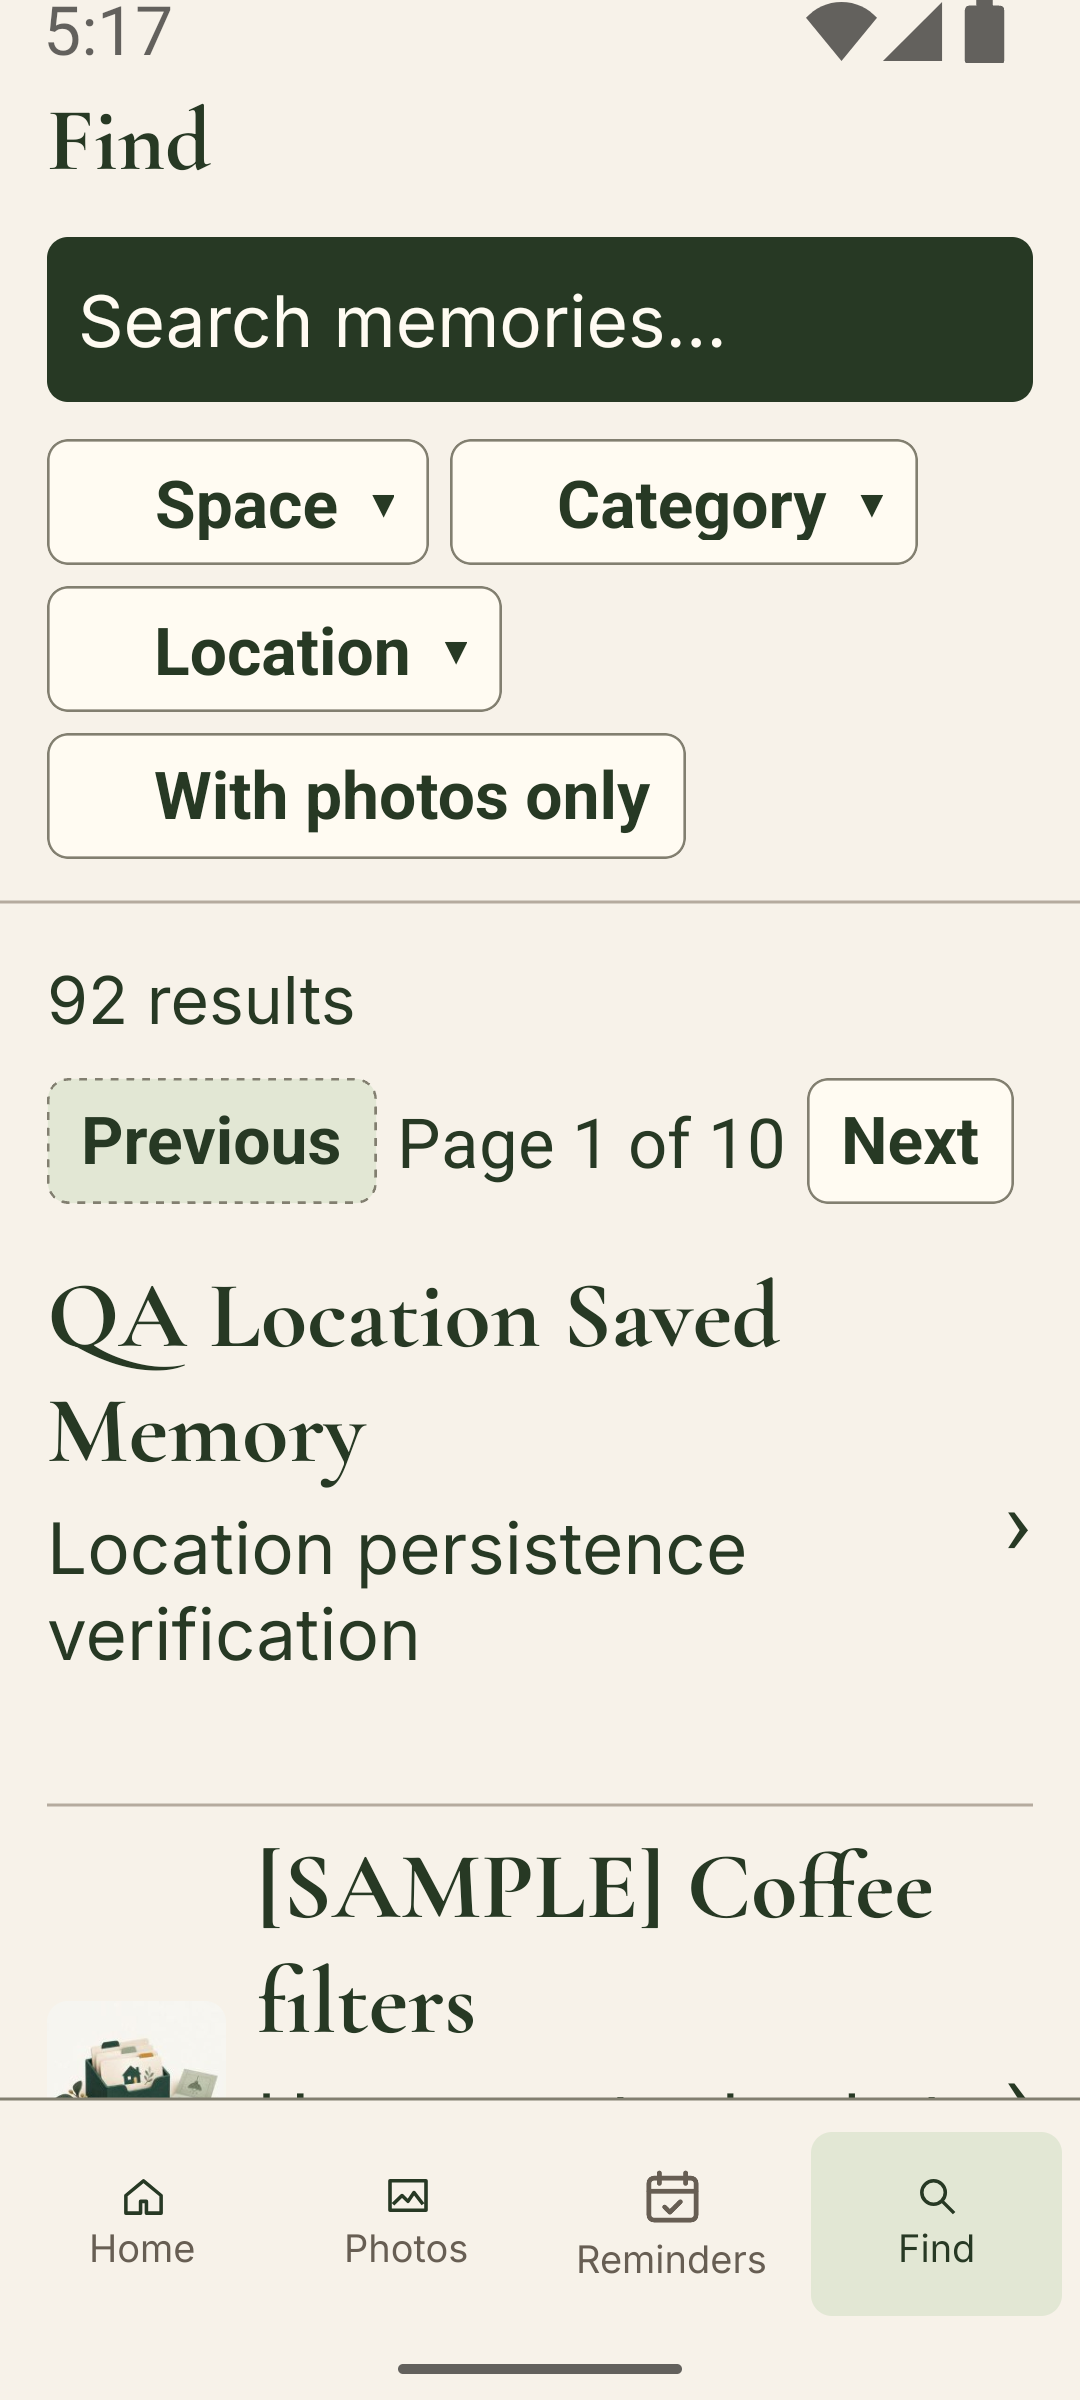 5:17
Find
Search memories...
Space ▼ Category ▼
Location ▼
With photos only
92 results
Previous Page 1 of 10 Next
QA Location Saved
Memory
Location persistence
verification
[SAMPLE] Coffee
filters
Home Photos Reminders Find